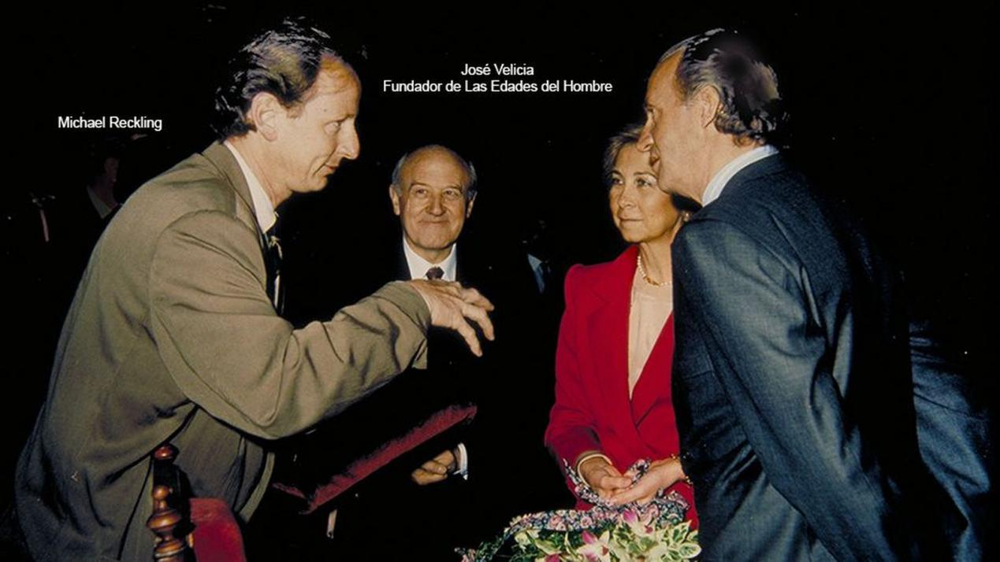 José Velicia
Fundador de Las Edades del Hombre
Michael Reckling